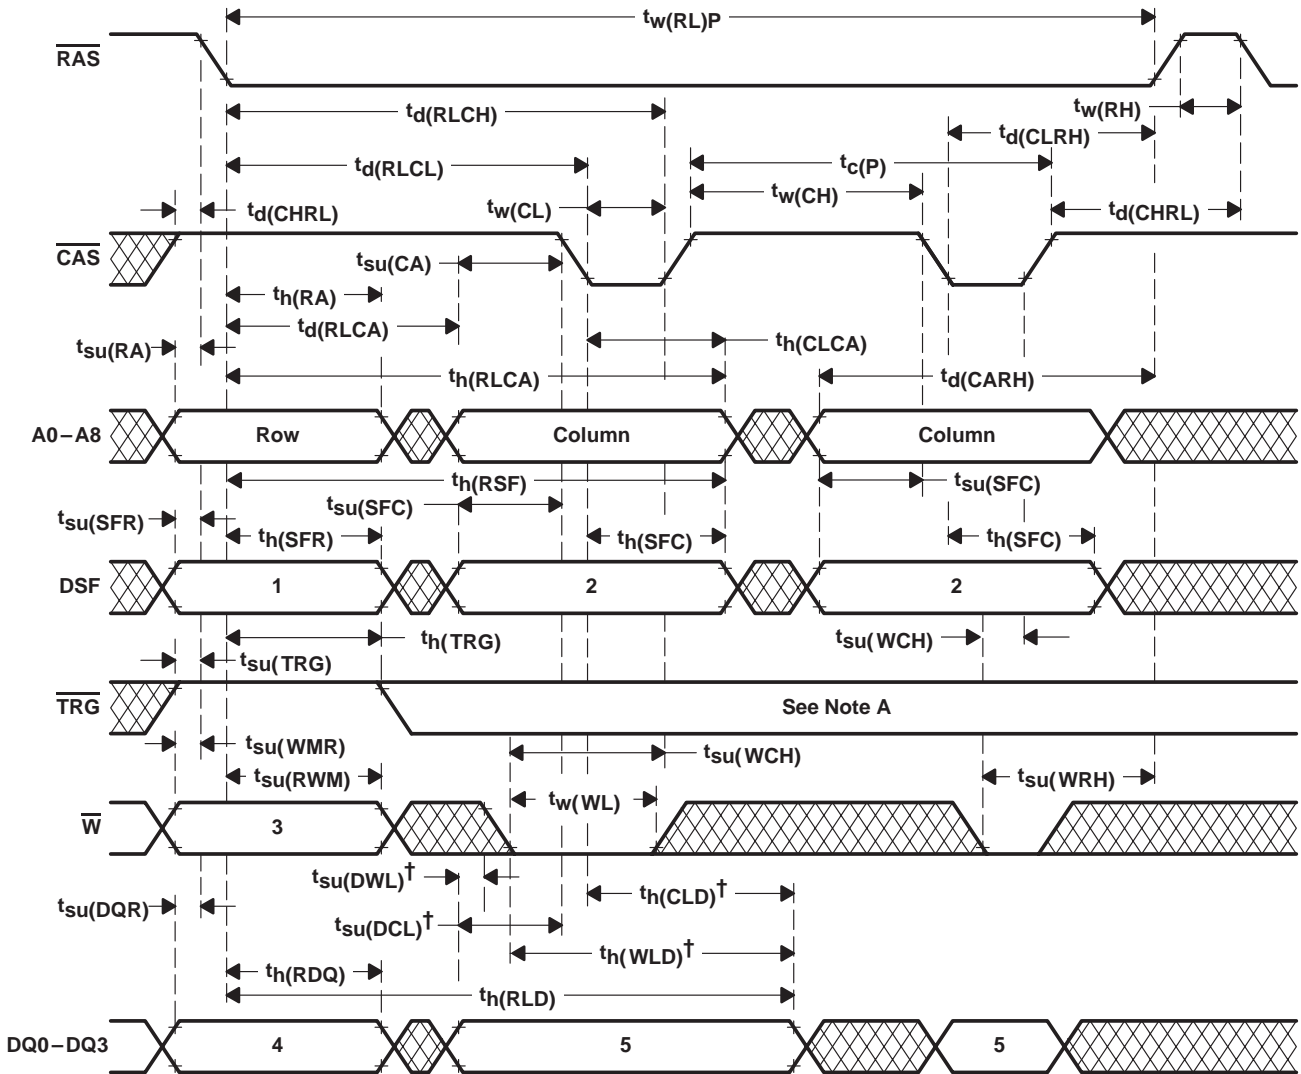 tw(RL)P
RAS
tw(RH)
td(RLCH)
td(CLRH)
td(RLCL)
tc(P)
tw(CH)
tw(CL)
td(CHRL)
td(CHRL)
CAS
tsu(CA)
th(RA)
td(RLCA)
th(CLCA)
tsu(RA)
th(RLCA)
td(CARH)
A0–A8
Row
Column
Column
th(RSF)
tsu(SFC)
tsu(SFC)
tsu(SFR)
th(SFR)
th(SFC)
th(SFC)
DSF
1
2
2
th(TRG)
tsu(WCH)
tsu(TRG)
TRG
See Note A
tsu(WMR)
tsu(WCH)
tsu(RWM)
tsu(WRH)
tw(WL)
W
3
tsu(DWL)†
th(CLD)†
tsu(DQR)
tsu(DCL)†
th(WLD)†
th(RDQ)
th(RLD)
DQ0–DQ3
4
5
5